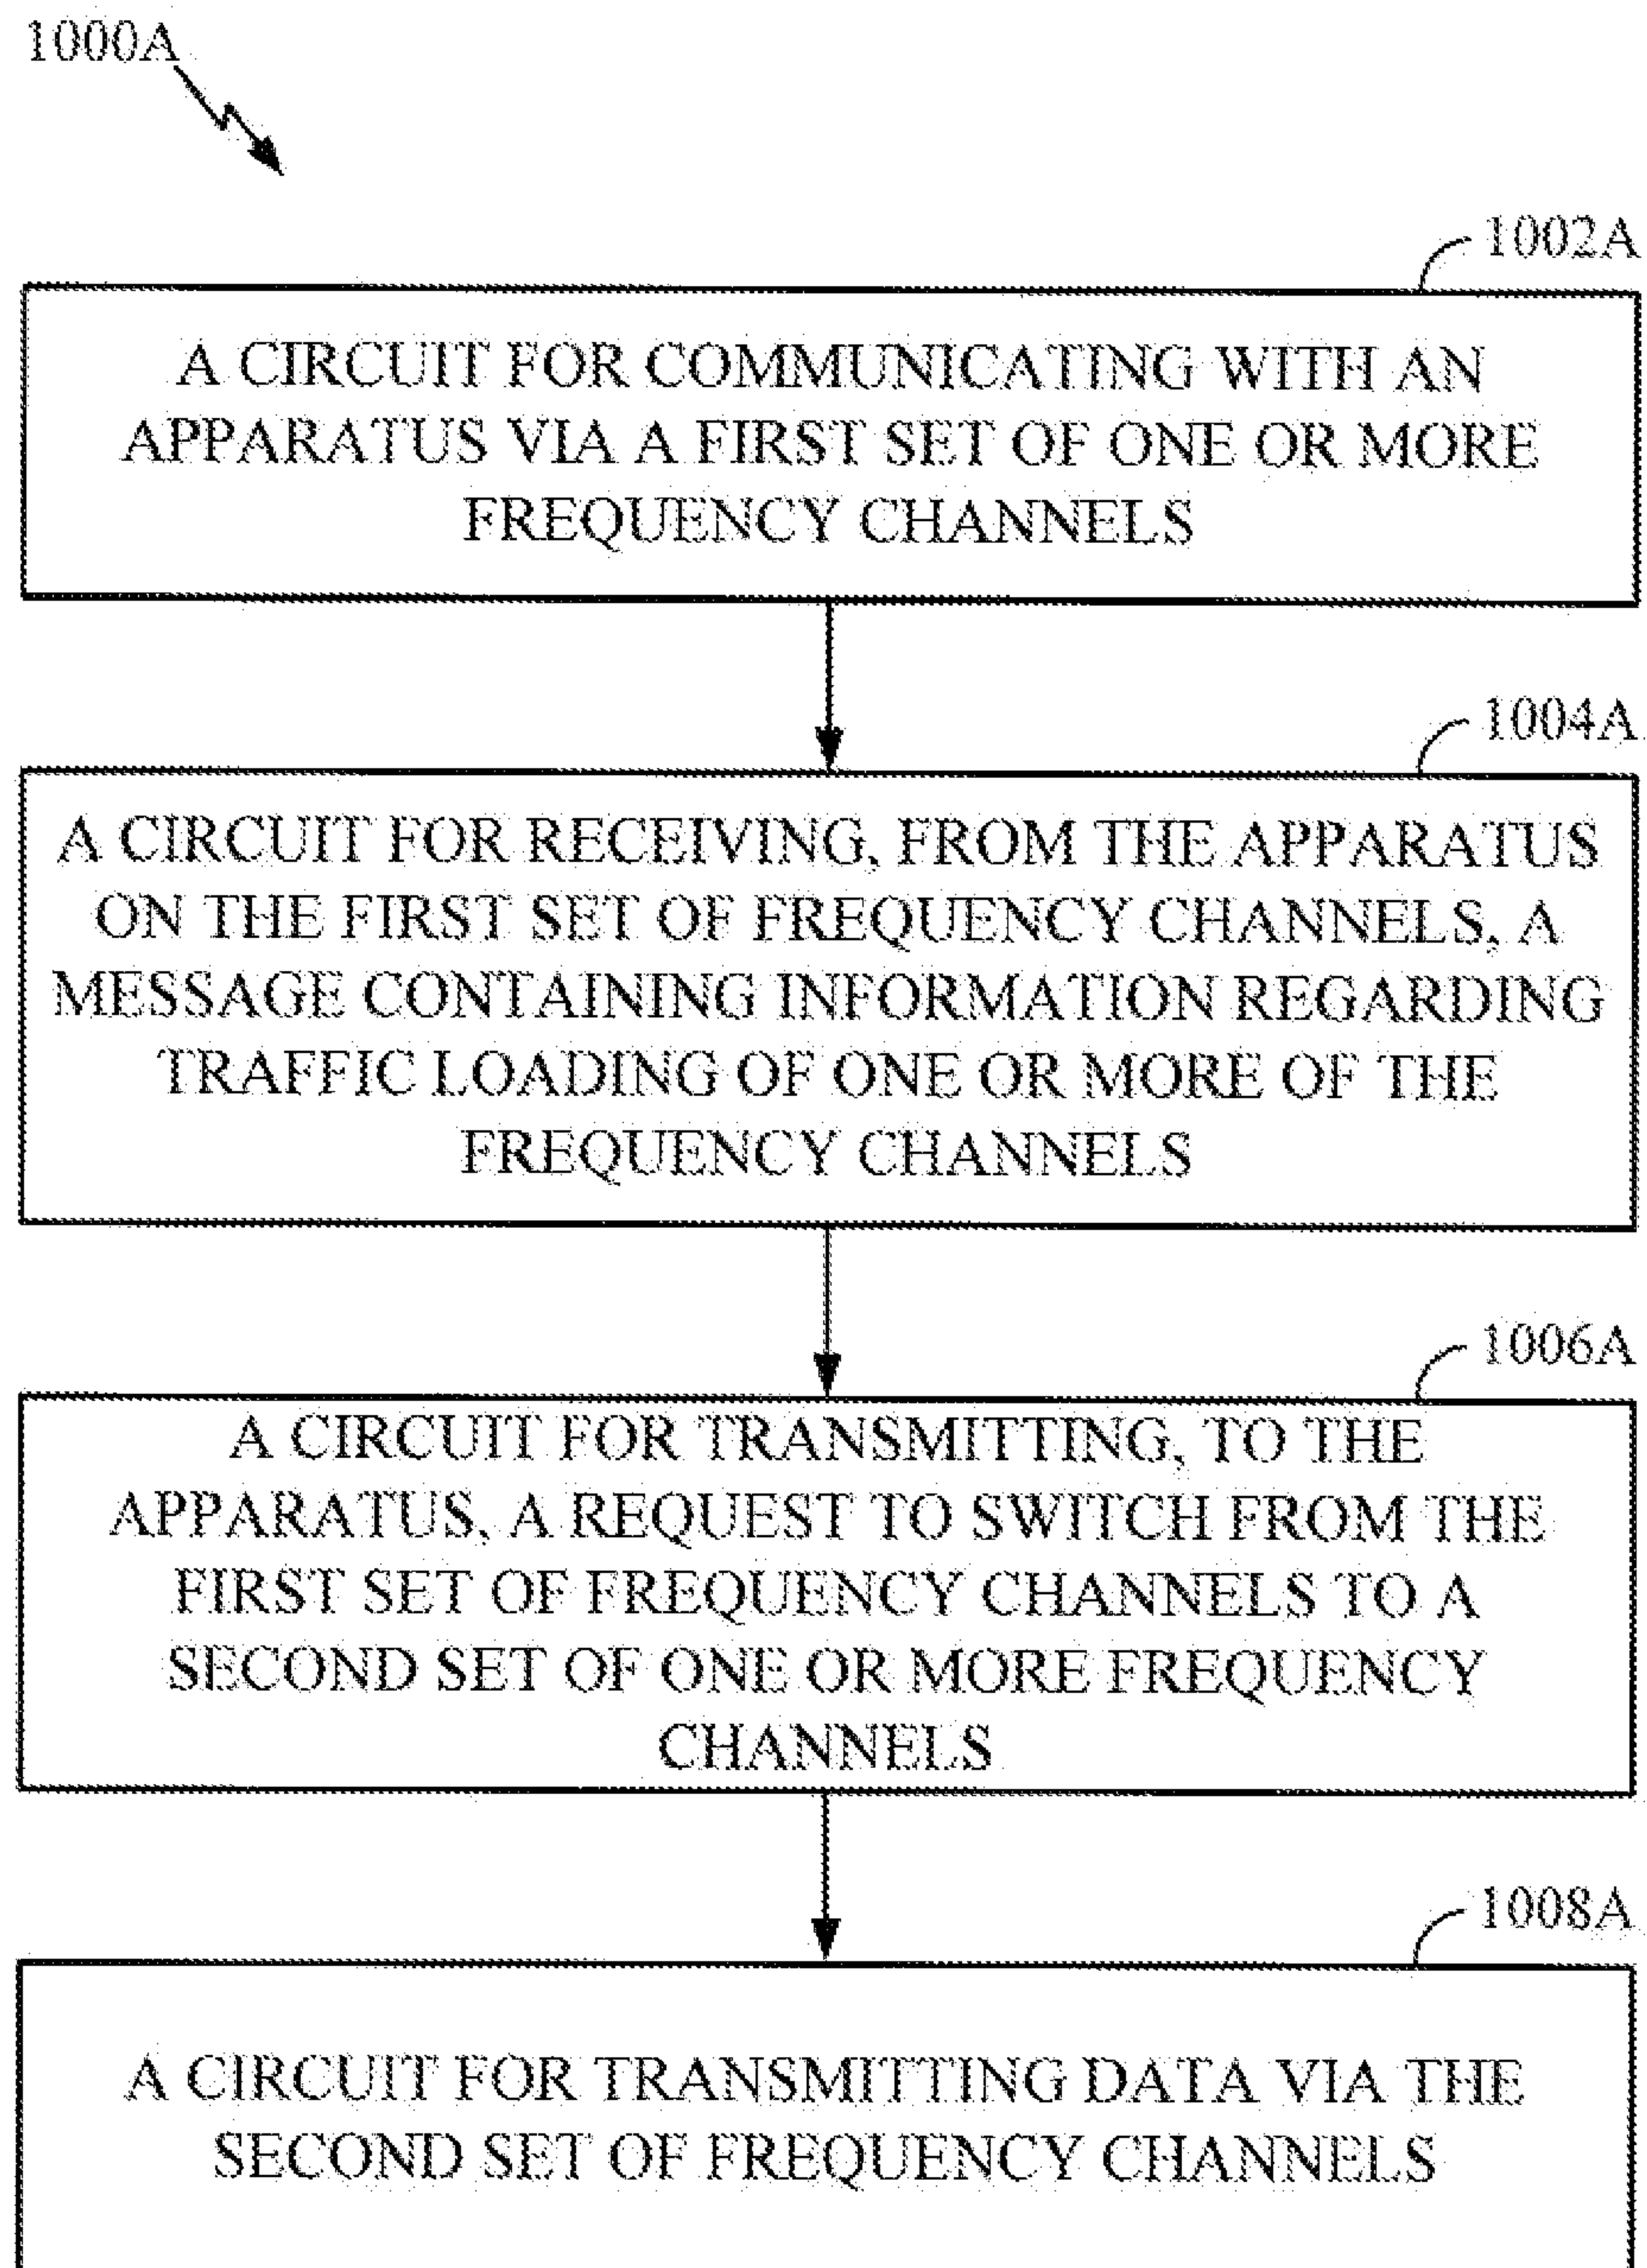 1000A
1002A
A CIRCUIT FOR COMMUNICATING WITH AN
APPARATUS VIA A FIRST SET OF ONE OR MORE
FREQUENCY CHANNELS
1004A
A CIRCUIT FOR RECEIVING, FROM THE APPARATUS
ON THE FIRST SET OF FREQUENCY CHANNELS, A
MESSAGE CONTAINING INFORMATION REGARDING
TRAFFIC LOADING OF ONE OR MORE OF THE
FREQUENCY CHANNELS
1006A
A CIRCUIT FOR TRANSMITTING, TO THE
APPARATUS, A REQUEST TO SWITCH FROM THE
FIRST SET OF FREQUENCY CHANNELS TO A
SECOND SET OF ONE OR MORE FREQUENCY
CHANNELS
1008A
A CIRCUIT FOR TRANSMITTING DATA VIA THE
SECOND SET OF FREQUENCY CHANNELS